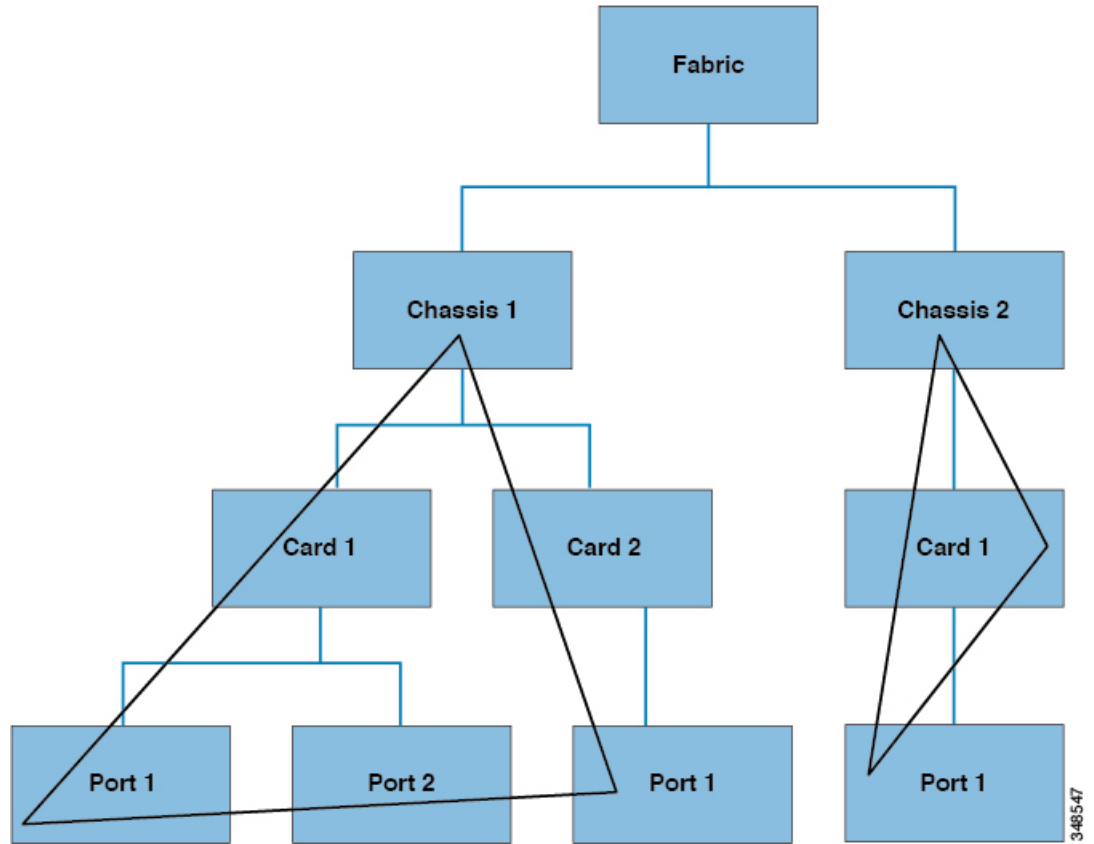 Fabric
Chassis 1
Chassis 2
Card 1
Card 2
Card 1
Port 1
Port 2
Port 1
Port 1
348547